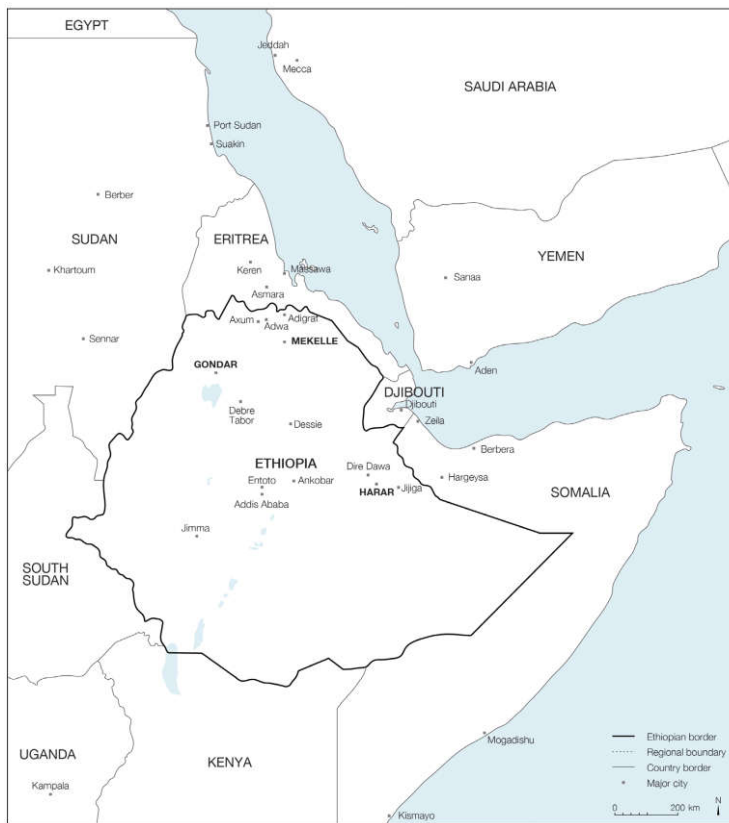 EGYPT
Jeddah
Mecca
SAUDI ARABIA
Port Sudan
Suakin
Berber
SUDAN
ERITREA
YEMEN
Khartoum
Keren
Massawa
Sanaa
Asmara
Sennar
Axum
Adwa
Adigrat
MEKELLE
GONDAR
Aden
DJIBOUTI
Djibouti
Debre
Tabor
Dessie
Zeila
Berbera
ETHIOPIA
Dire Dawa
Entoto
Ankobar
Hargeysa
HARAR
Jijiga
SOMALIA
Addis Ababa
Jimma
SOUTH
SUDAN
Mogadishu
UGANDA
KENYA
Kampala
Kismayo
Ethiopian border
Regional boundary
Country border
Major city
0 200 km
N